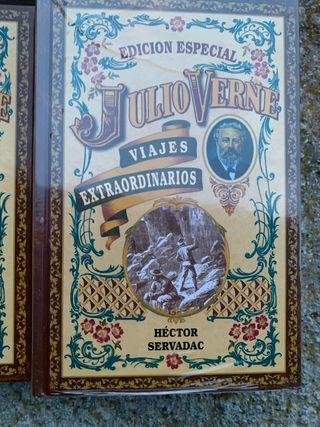 EDICION ESPECIAL
JULIO VERNE
VIAJES
EXTRAORDINARIOS
HÉCTOR
SERVADAC